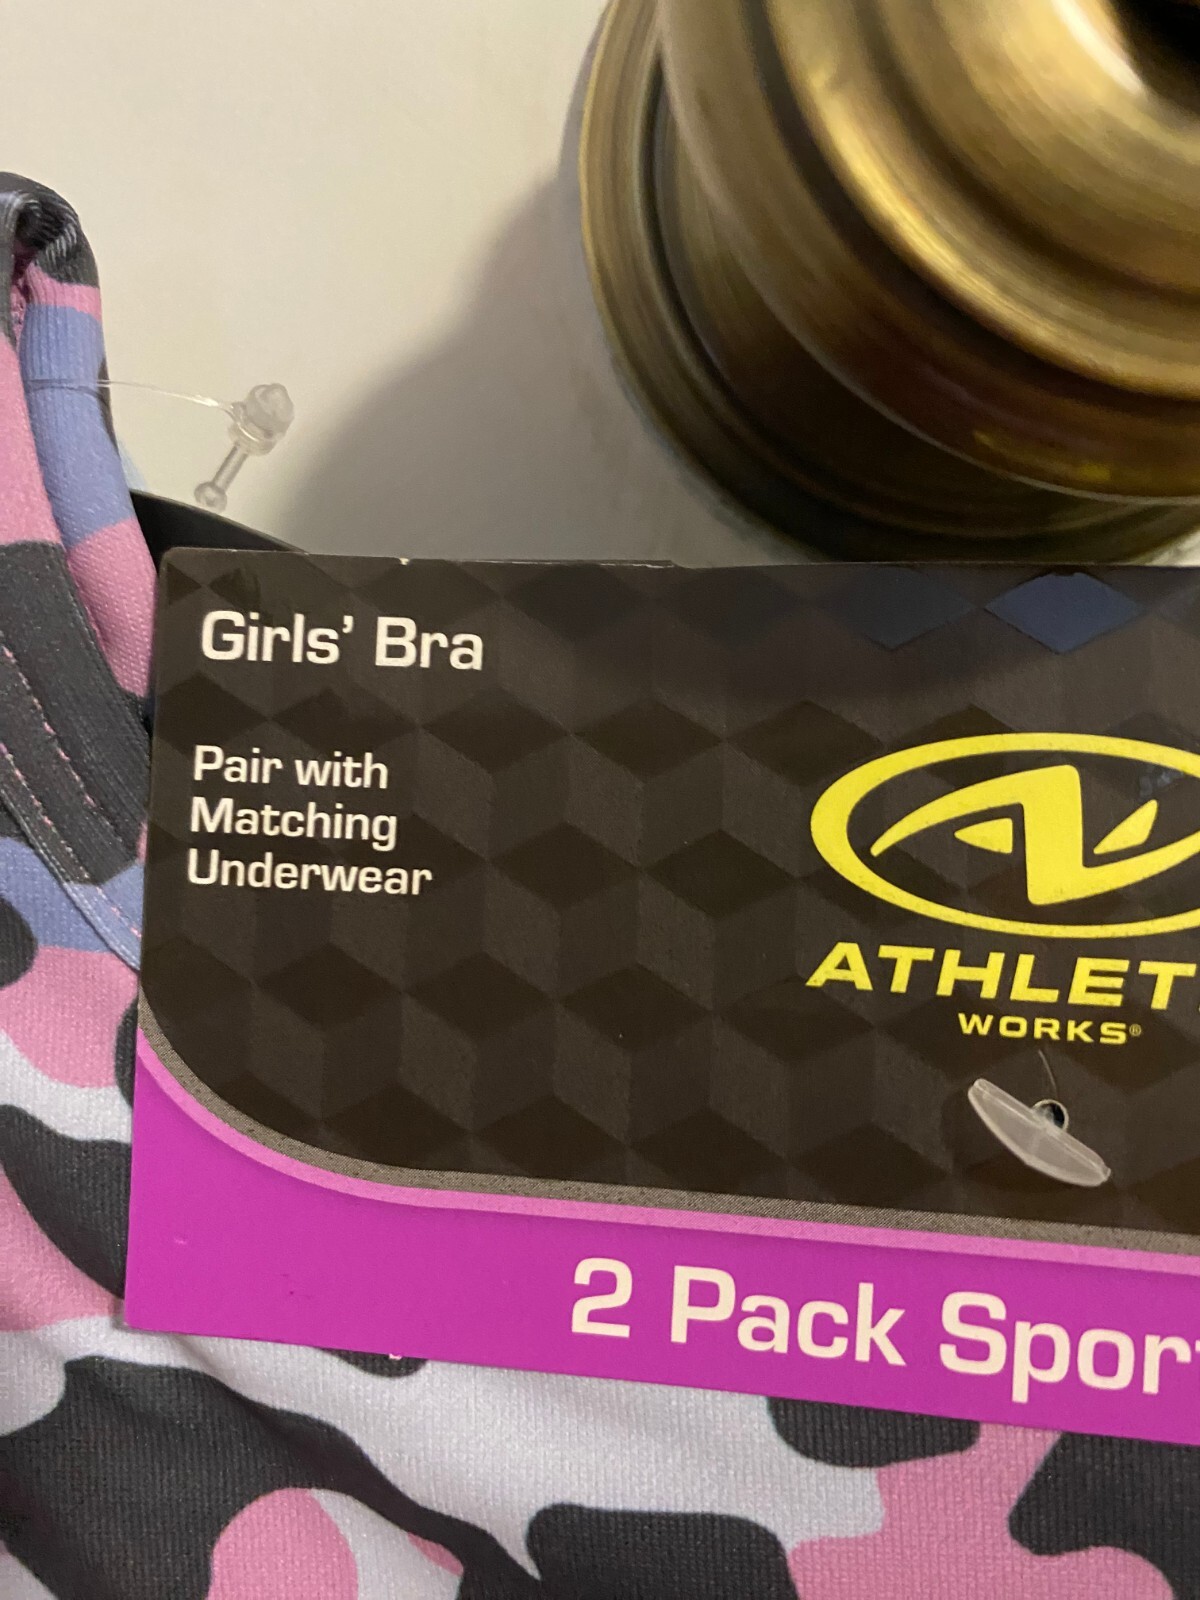 Girls' Bra
Pair with
Matching
Underwear
ATHLET
WORKS®
2 Pack Spor